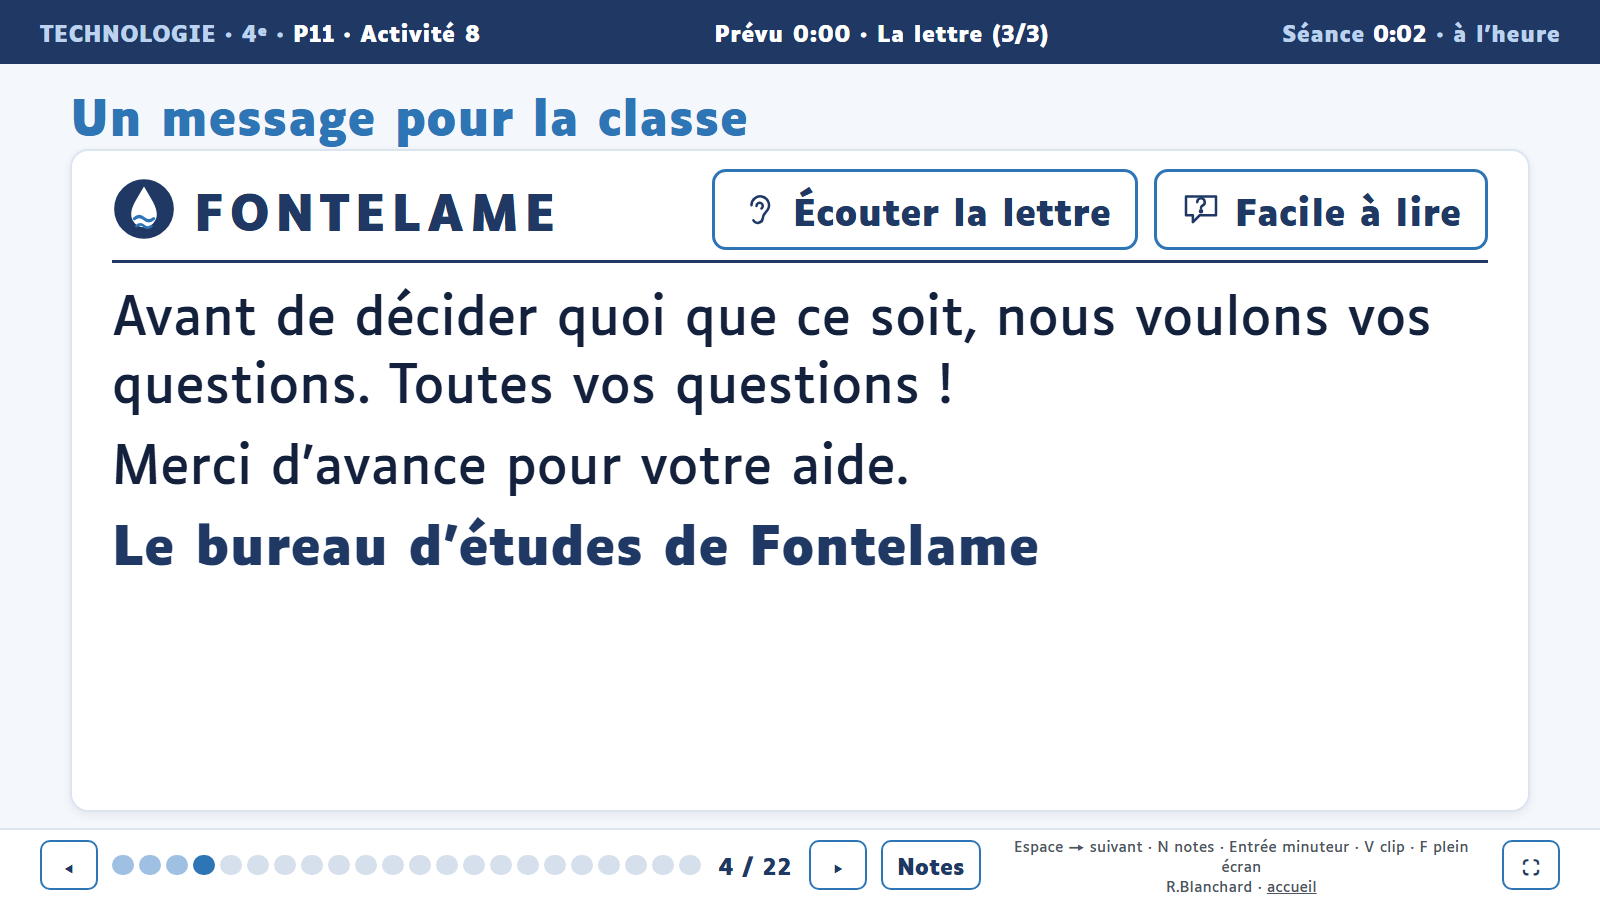 TECHNOLOGIE · 4e · P11 · Activité 8
Prévu 0:00 · La lettre (3/3)
Séance 0:02 · à l’heure
Un message pour la classe
FONTELAME
Écouter la lettre
Facile à lire
Avant de décider quoi que ce soit, nous voulons vos
questions. Toutes vos questions !
Merci d’avance pour votre aide.
Le bureau d’études de Fontelame
4 / 22
Notes
Espace → suivant · N notes · Entrée minuteur · V clip · F plein
écran
R.Blanchard · accueil